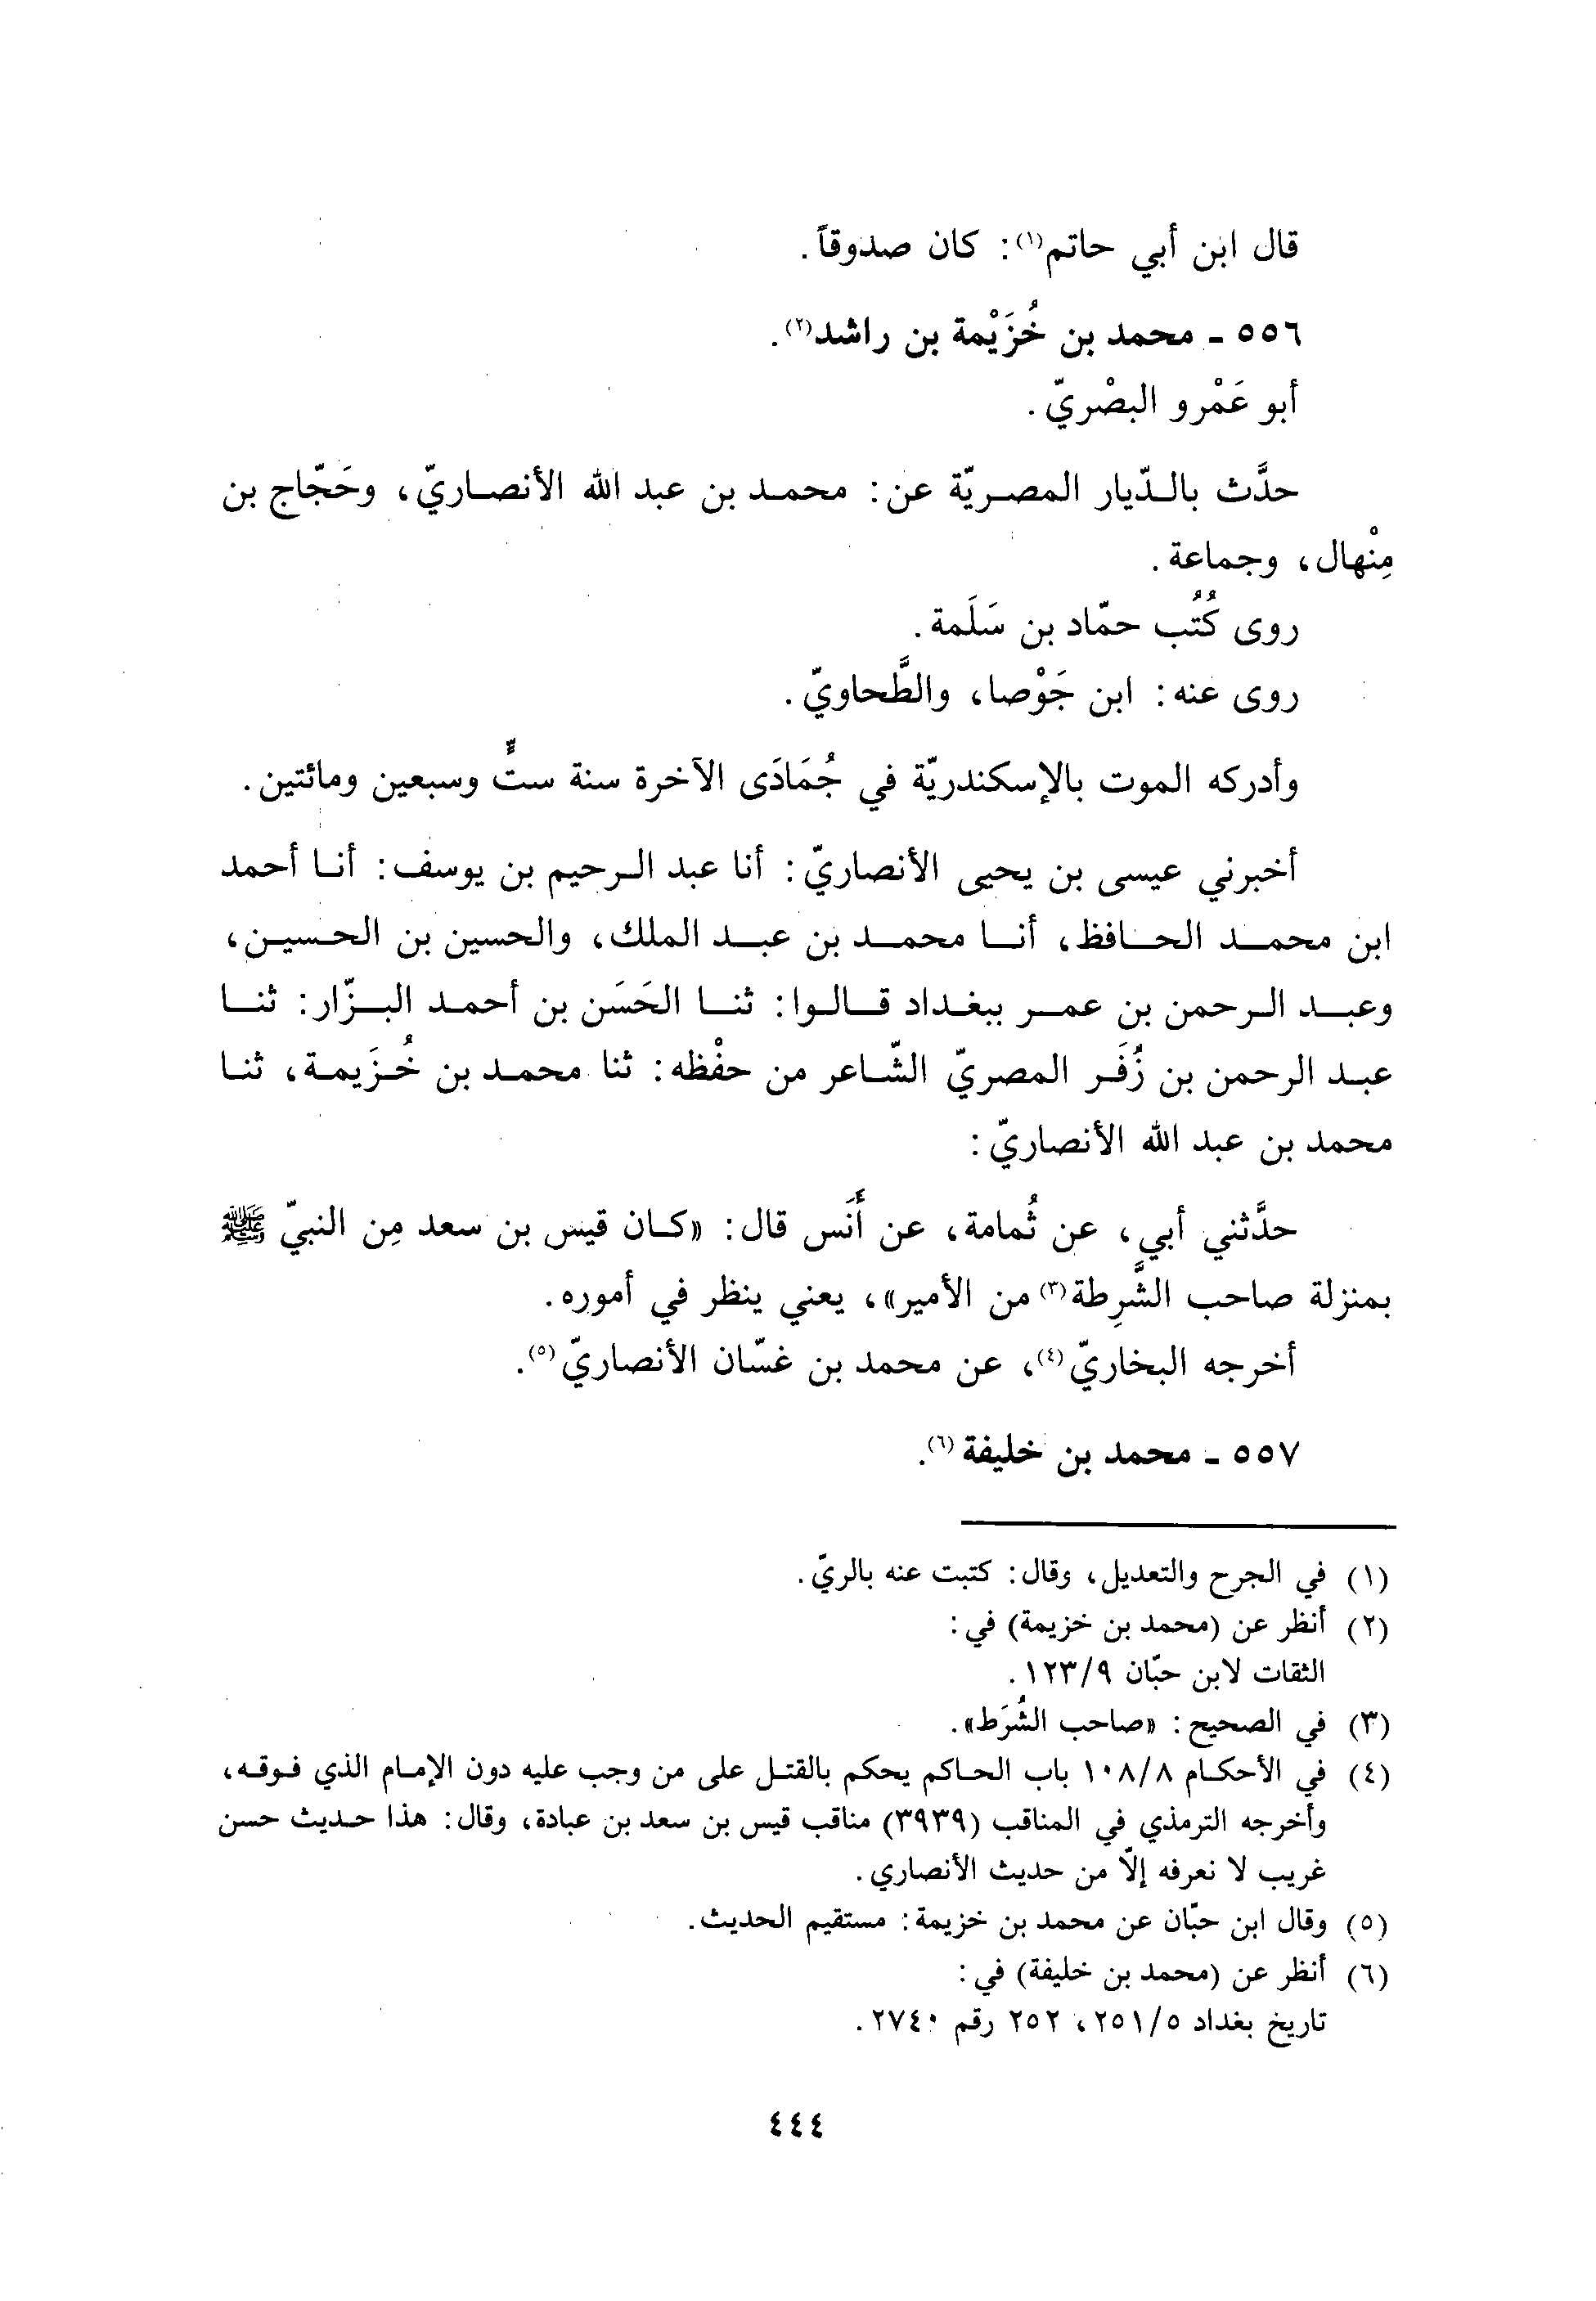 قال ابن أبي حاتم(١): كان صدوقاً.
٥٥٦ - محمد بن خُزَيْمة بن راشد(٢).
أبو عَمْرو البصْريّ.
حدَّث بالدّيار المصريّة عن: محمد بن عبد الله الأنصاريّ، وحَجّاج بن
مِنْهال، وجماعة.
روى كُتُب حمّاد بن سَلَمة.
روى عنه: ابن جَوْصا، والطَّحاويّ.
وأدركه الموت بالإسكندريّة في جُمَادَى الآخرة سنة ستٍّ وسبعين ومائتين.
أخبرني عيسى بن يحيى الأنصاريّ: أنا عبد الرحيم بن يوسف: أنا أحمد
ابن محمد الحافظ، أنا محمد بن عبد الملك، والحسين بن الحسين،
وعبد الرحمن بن عمر ببغداد قالوا: ثنا الحَسَن بن أحمد البزّار: ثنا
عبد الرحمن بن زُفَر المصريّ الشّاعر من حفْظه: ثنا محمد بن خُزَيمة، ثنا
محمد بن عبد الله الأنصاريّ:
حدَّثني أبي، عن ثُمامة، عن أَنَس قال: «كان قيس بن سعد مِن النبيّ ﷺ
بمنزلة صاحب الشَّرِطة(٣) من الأمير»، يعني ينظر في أموره.
أخرجه البخاريّ(٤)، عن محمد بن غسّان الأنصاريّ(٥).
٥٥٧ - محمد بن خليفة(٦).
(١) في الجرح والتعديل، وقال: كتبت عنه بالريّ.
(٢) أنظر عن (محمد بن خزيمة) في:
الثقات لابن حبّان ١٢٣/٩.
(٣) في الصحيح: «صاحب الشُرَط».
(٤) في الأحكام ١٠٨/٨ باب الحاكم يحكم بالقتل على من وجب عليه دون الإمام الذي فوقه،
وأخرجه الترمذي في المناقب (٣٩٣٩) مناقب قيس بن سعد بن عبادة، وقال: هذا حديث حسن
غريب لا نعرفه إلاّ من حديث الأنصاري.
(٥) وقال ابن حبّان عن محمد بن خزيمة: مستقيم الحديث.
(٦) أنظر عن (محمد بن خليفة) في:
تاريخ بغداد ٢٥١/٥، ٢٥٢ رقم ٢٧٤٠.
٤٤٤